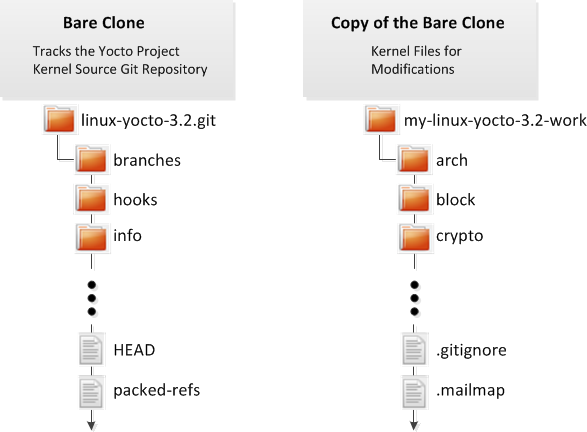 Bare Clone
Tracks the Yocto Project
Kernel Source Git Repository
linux-yocto-3.2.git
branches
hooks
info
HEAD
packed-refs
Copy of the Bare Clone
Kernel Files for
Modifications
my-linux-yocto-3.2-work
arch
block
crypto
.gitignore
.mailmap